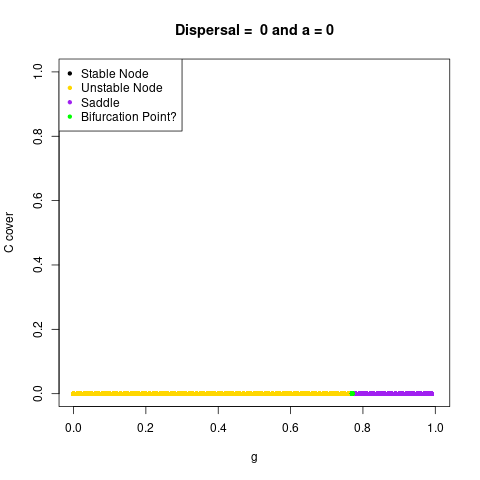 Dispersal =  0 and a = 0
Stable Node
Unstable Node
Saddle
Bifurcation Point?
C cover
1.0
0.8
0.6
0.4
0.2
0.0
0.0 0.2 0.4 0.6 0.8 1.0
g